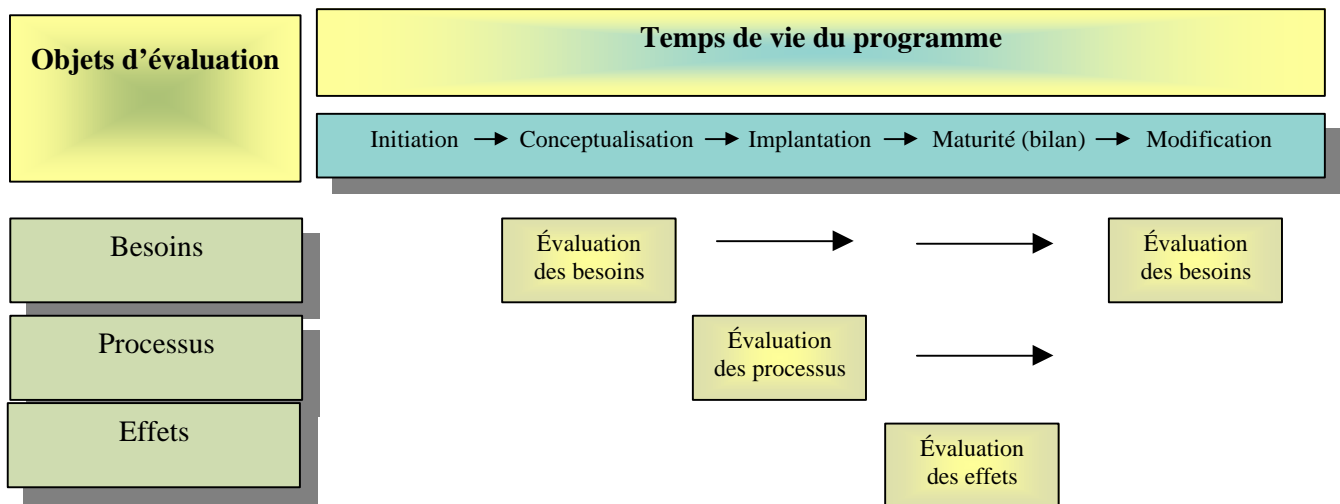 Objets d’évaluation
Temps de vie du programme
Initiation → Conceptualisation → Implantation → Maturité (bilan) → Modification
Besoins
Évaluation
des besoins
Évaluation
des besoins
Processus
Évaluation
des processus
Effets
Évaluation
des effets